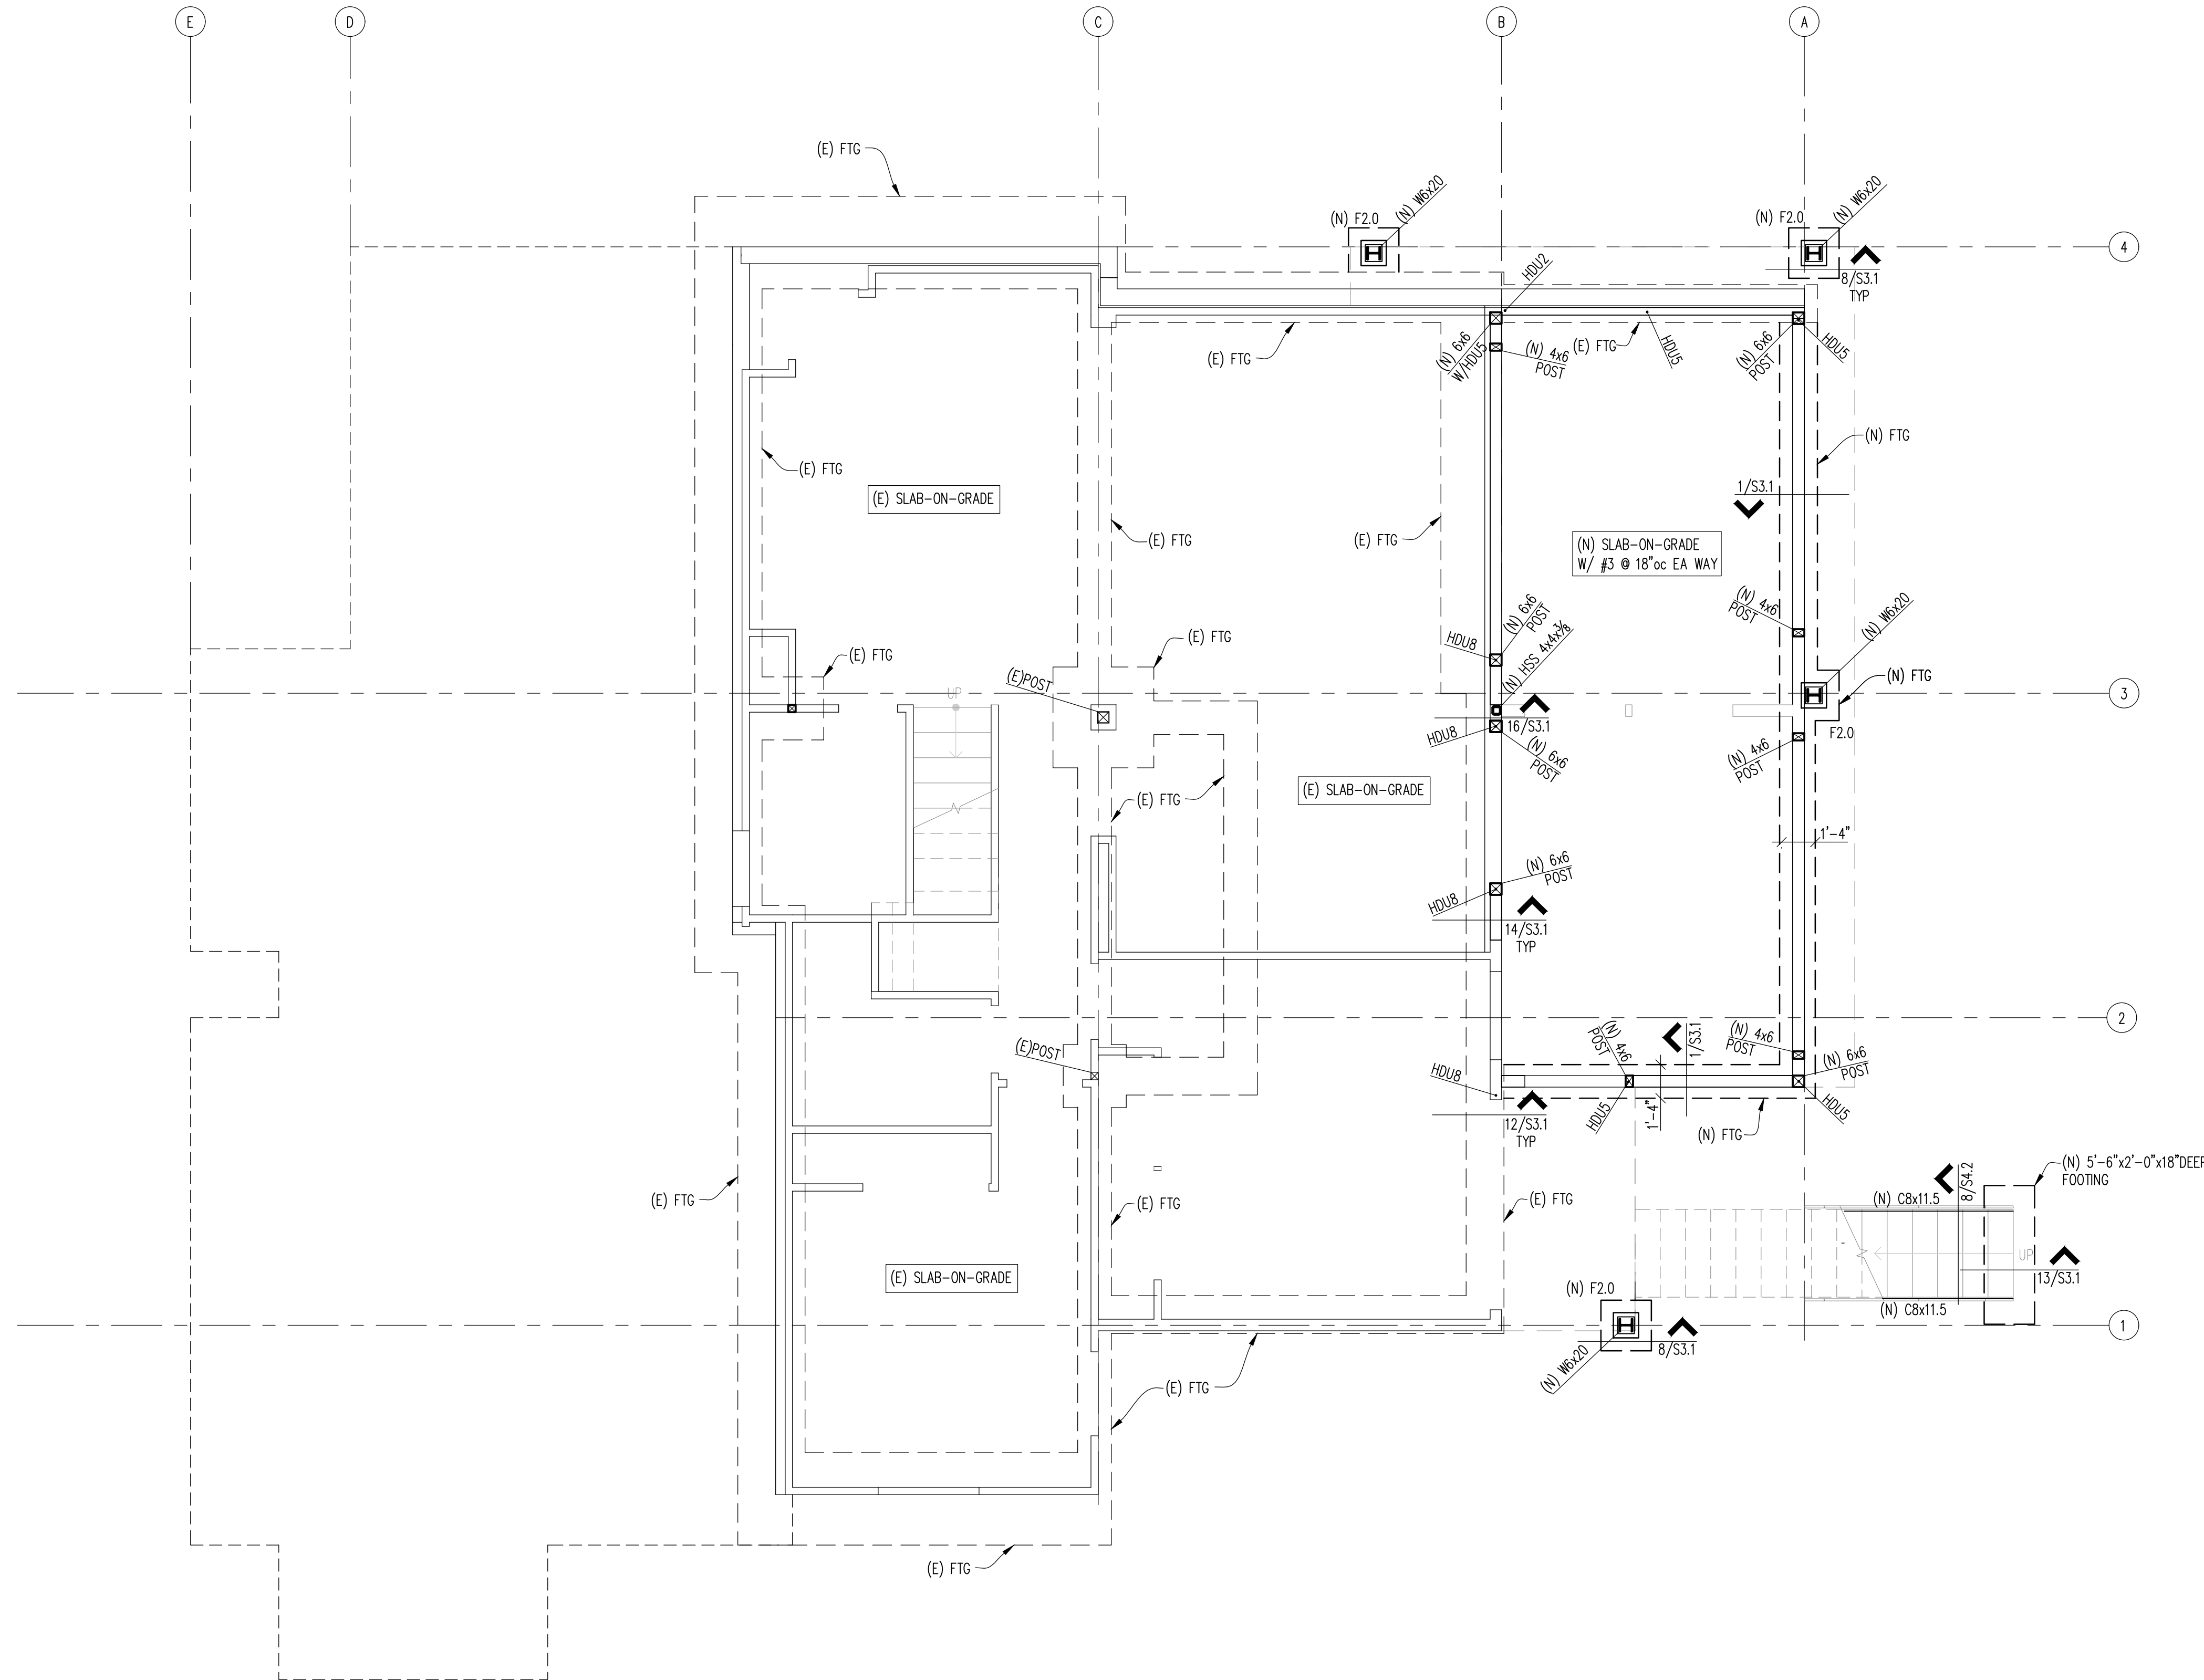 E
D
C
B
A
(E) FTG
(N) F2.0
(N) W6x20
(N) F2.0
(N) W6x20
4
8/S3.1
TYP
HDU2
(E) FTG
(N) 6x6
W/HDU5
(N) 4x6
POST
(E) FTG
HDU5
(N) 6x6
POST
HDU5
(N) FTG
(E) FTG
(E) SLAB-ON-GRADE
1/S3.1
(E) FTG
(E) FTG
(N) SLAB-ON-GRADE
W/ #3 @ 18"oc EA WAY
(N) 6x6
POST
(N) HSS 4x4x3/8
HDU8
(N) 4x6
POST
(N) W6x20
(E) FTG
(E) FTG
(E)POST
UP
(N) FTG
3
16/S3.1
HDU8
(N) 6x6
POST
F2.0
(N) 4x6
POST
(E) SLAB-ON-GRADE
(E) FTG
1'-4"
(N) 6x6
POST
HDU8
14/S3.1
TYP
2
(E)POST
(N) 4x6
POST
1/S3.1
(N) 4x6
POST
(N) 6x6
POST
HDU8
HDU5
1'-4"
HDU5
12/S3.1
TYP
(N) FTG
(N) 5'-6"x2'-0"x18"DEEP
FOOTING
8/S4.2
(E) FTG
(E) FTG
(E) FTG
(N) C8x11.5
UP
13/S3.1
(E) SLAB-ON-GRADE
(N) F2.0
(N) C8x11.5
1
8/S3.1
(N) W6x20
(E) FTG
(E) FTG